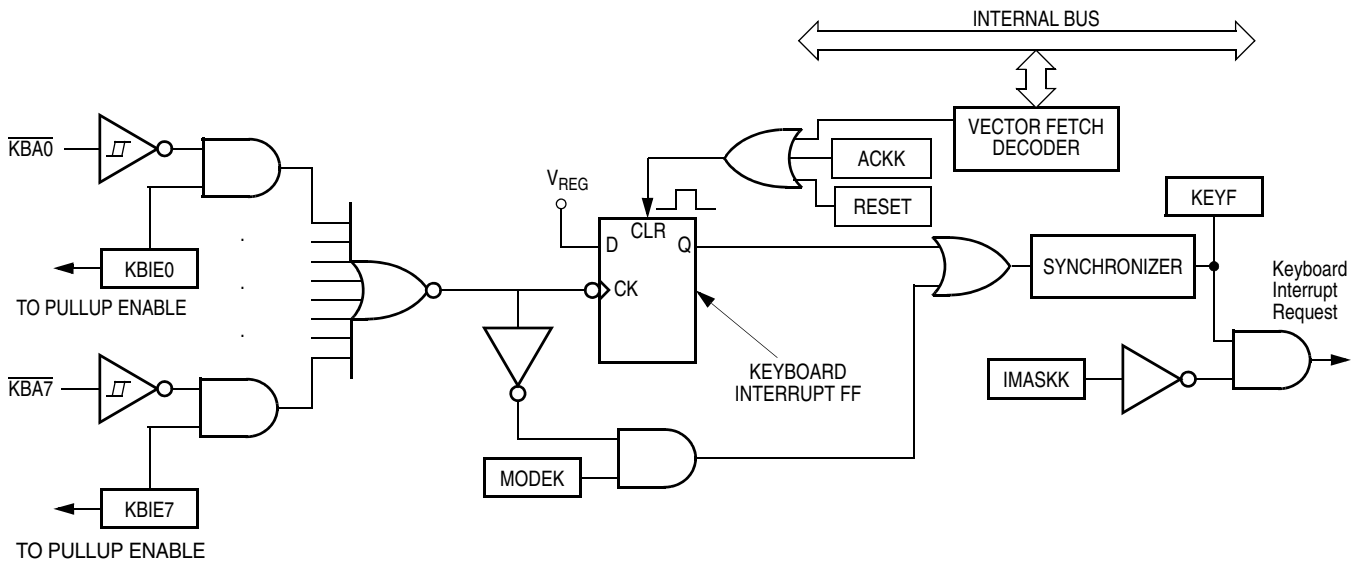 INTERNAL BUS
VECTOR FETCH
DECODER
ACKK
RESET
KBA0
VREG
KEYF
CLR
D
Q
CK
SYNCHRONIZER
KBIE0
TO PULLUP ENABLE
Keyboard
Interrupt
Request
KBA7
KEYBOARD
INTERRUPT FF
IMASKK
MODEK
KBIE7
TO PULLUP ENABLE